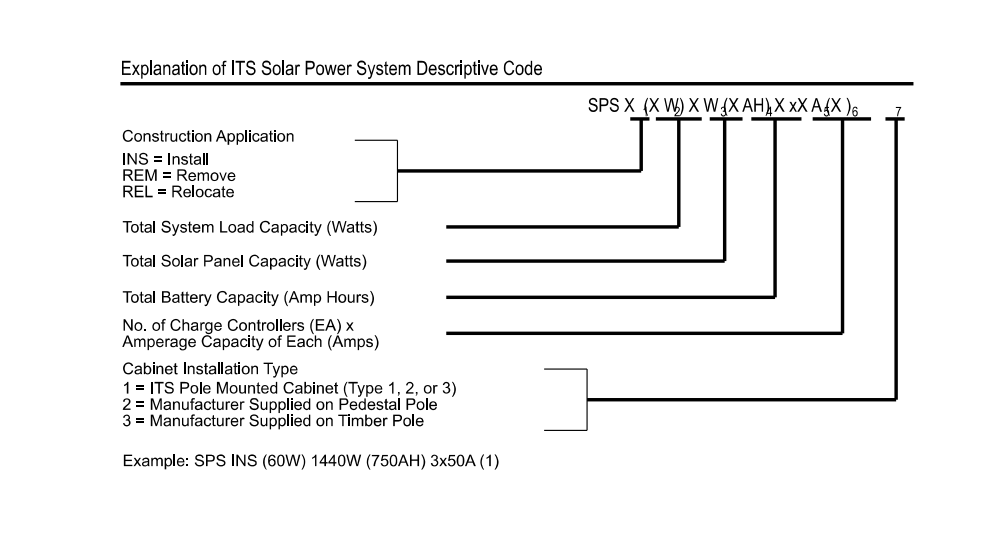 Explanation of ITS Solar Power System Descriptive Code
SPS X (X W) X W (X AH) X xX A (X )
1 2 3 4 5 6 7
Construction Application
INS = Install
REM = Remove
REL = Relocate
Total System Load Capacity (Watts)
Total Solar Panel Capacity (Watts)
Total Battery Capacity (Amp Hours)
No. of Charge Controllers (EA) x
Amperage Capacity of Each (Amps)
Cabinet Installation Type
1 = ITS Pole Mounted Cabinet (Type 1, 2, or 3)
2 = Manufacturer Supplied on Pedestal Pole
3 = Manufacturer Supplied on Timber Pole
Example: SPS INS (60W) 1440W (750AH) 3x50A (1)